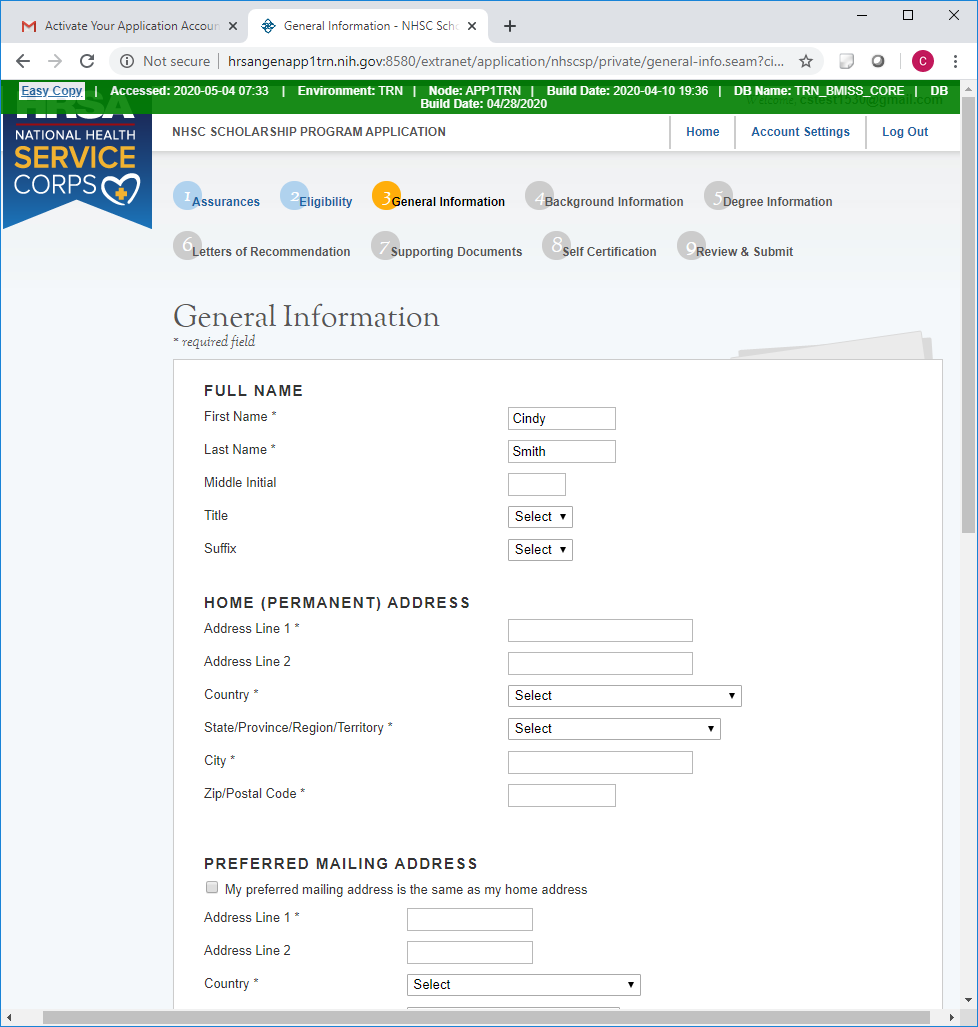 Activate Your Application Accoun
General Information - NHSC Scho
Not secure | hrsangenapp1trn.nih.gov:8580/extranet/application/nhscsp/private/general-info.seam?ci...
C
Easy Copy | Accessed: 2020-05-04 07:33 | Environment: TRN | Node: APP1TRN | Build Date: 2020-04-10 19:36 | DB Name: TRN_BMISS_CORE | DB
Build Date: 04/28/2020
Welcome, cstest1530@gmail.com
HRSA
NATIONAL HEALTH
SERVICE
CORPS
NHSC SCHOLARSHIP PROGRAM APPLICATION
Home
Account Settings
Log Out
1 Assurances
2 Eligibility
3 General Information
4 Background Information
5 Degree Information
6 Letters of Recommendation
7 Supporting Documents
8 Self Certification
9 Review & Submit
General Information
* required field
FULL NAME
First Name * Cindy
Last Name * Smith
Middle Initial
Title Select
Suffix Select
HOME (PERMANENT) ADDRESS
Address Line 1 *
Address Line 2
Country * Select
State/Province/Region/Territory * Select
City *
Zip/Postal Code *
PREFERRED MAILING ADDRESS
My preferred mailing address is the same as my home address
Address Line 1 *
Address Line 2
Country * Select